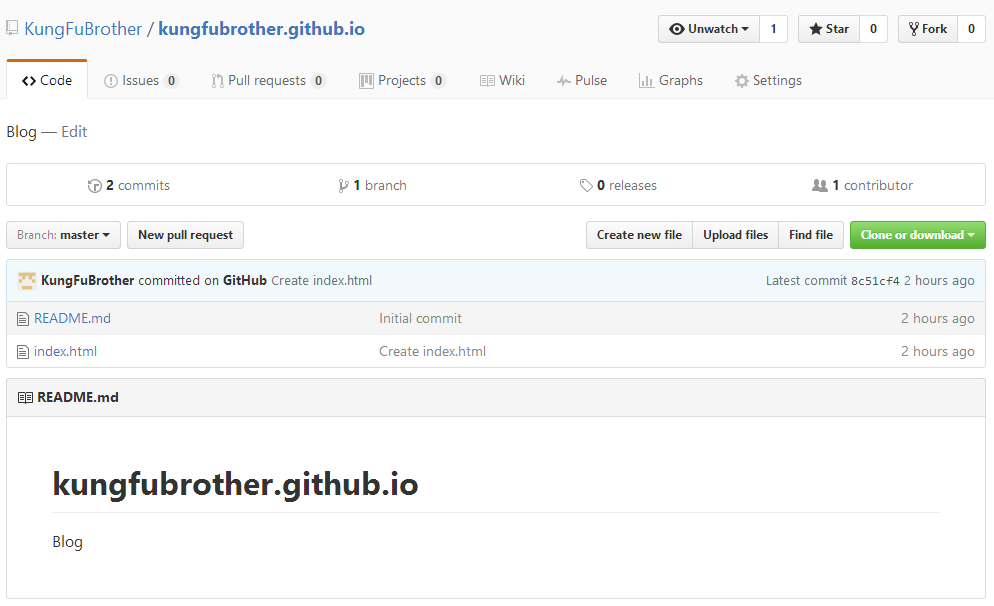 KungFuBrother / kungfubrother.github.io Unwatch 1 Star 0 Fork 0
Code Issues 0 Pull requests 0 Projects 0 Wiki Pulse Graphs Settings
Blog — Edit
2 commits 1 branch 0 releases 1 contributor
Branch: master New pull request Create new file Upload files Find file Clone or download
KungFuBrother committed on GitHub Create index.html Latest commit 8c51cf4 2 hours ago
README.md Initial commit 2 hours ago
index.html Create index.html 2 hours ago
README.md
kungfubrother.github.io
Blog